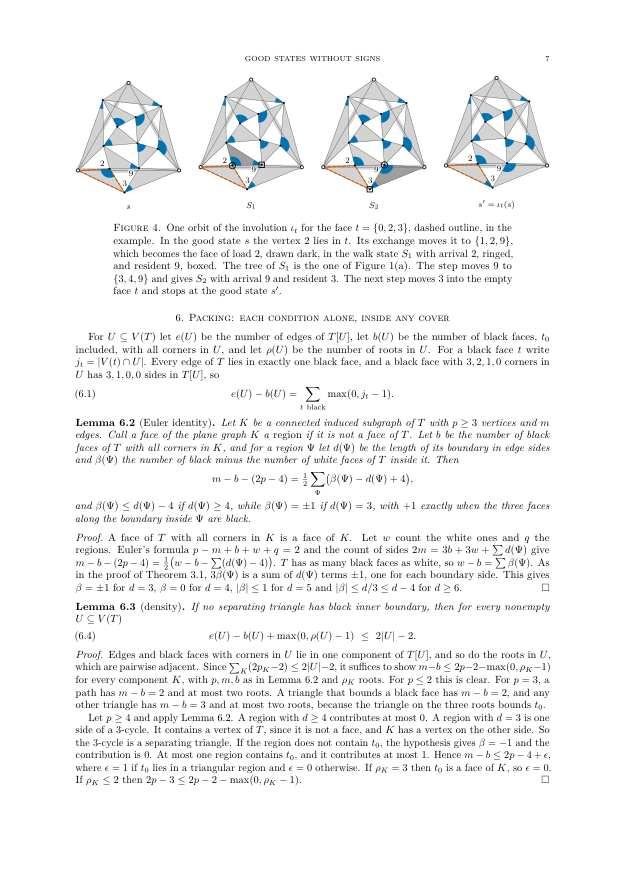 GOOD STATES WITHOUT SIGNS 7
2 9 3
2 9 3
2 9 3
2 9 3
s S₁ S₂ s′ = ιₜ(s)
FIGURE 4. One orbit of the involution ιₜ for the face t = {0, 2, 3}, dashed outline, in the
example. In the good state s the vertex 2 lies in t. Its exchange moves it to {1, 2, 9},
which becomes the face of load 2, drawn dark, in the walk state S₁ with arrival 2, ringed,
and resident 9, boxed. The tree of S₁ is the one of Figure 1(a). The step moves 9 to
{3, 4, 9} and gives S₂ with arrival 9 and resident 3. The next step moves 3 into the empty
face t and stops at the good state s′.
6. PACKING: EACH CONDITION ALONE, INSIDE ANY COVER
For U ⊆ V(T) let e(U) be the number of edges of T[U], let b(U) be the number of black faces, t₀
included, with all corners in U, and let ρ(U) be the number of roots in U. For a black face t write
jₜ = |V(t) ∩ U|. Every edge of T lies in exactly one black face, and a black face with 3, 2, 1, 0 corners in
U has 3, 1, 0, 0 sides in T[U], so
(6.1) e(U) − b(U) = ∑ max(0, jₜ − 1).
t black
Lemma 6.2 (Euler identity). Let K be a connected induced subgraph of T with p ≥ 3 vertices and m
edges. Call a face of the plane graph K a region if it is not a face of T. Let b be the number of black
faces of T with all corners in K, and for a region Ψ let d(Ψ) be the length of its boundary in edge sides
and β(Ψ) the number of black minus the number of white faces of T inside it. Then
m − b − (2p − 4) = ½ ∑ (β(Ψ) − d(Ψ) + 4),
Ψ
and β(Ψ) ≤ d(Ψ) − 4 if d(Ψ) ≥ 4, while β(Ψ) = ±1 if d(Ψ) = 3, with +1 exactly when the three faces
along the boundary inside Ψ are black.
Proof. A face of T with all corners in K is a face of K. Let w count the white ones and q the
regions. Euler's formula p − m + b + w + q = 2 and the count of sides 2m = 3b + 3w + ∑ d(Ψ) give
m − b − (2p − 4) = ½(w − b − ∑(d(Ψ) − 4)). T has as many black faces as white, so w − b = ∑ β(Ψ). As
in the proof of Theorem 3.1, 3β(Ψ) is a sum of d(Ψ) terms ±1, one for each boundary side. This gives
β = ±1 for d = 3, β = 0 for d = 4, |β| ≤ 1 for d = 5 and |β| ≤ d/3 ≤ d − 4 for d ≥ 6. □
Lemma 6.3 (density). If no separating triangle has black inner boundary, then for every nonempty
U ⊆ V(T)
(6.4) e(U) − b(U) + max(0, ρ(U) − 1) ≤ 2|U| − 2.
Proof. Edges and black faces with corners in U lie in one component of T[U], and so do the roots in U,
which are pairwise adjacent. Since ∑_K(2p_K−2) ≤ 2|U|−2, it suffices to show m−b ≤ 2p−2−max(0, ρ_K−1)
for every component K, with p, m, b as in Lemma 6.2 and ρ_K roots. For p ≤ 2 this is clear. For p = 3, a
path has m − b = 2 and at most two roots. A triangle that bounds a black face has m − b = 2, and any
other triangle has m − b = 3 and at most two roots, because the triangle on the three roots bounds t₀.
Let p ≥ 4 and apply Lemma 6.2. A region with d ≥ 4 contributes at most 0. A region with d = 3 is one
side of a 3-cycle. It contains a vertex of T, since it is not a face, and K has a vertex on the other side. So
the 3-cycle is a separating triangle. If the region does not contain t₀, the hypothesis gives β = −1 and the
contribution is 0. At most one region contains t₀, and it contributes at most 1. Hence m − b ≤ 2p − 4 + ϵ,
where ϵ = 1 if t₀ lies in a triangular region and ϵ = 0 otherwise. If ρ_K = 3 then t₀ is a face of K, so ϵ = 0.
If ρ_K ≤ 2 then 2p − 3 ≤ 2p − 2 − max(0, ρ_K − 1). □